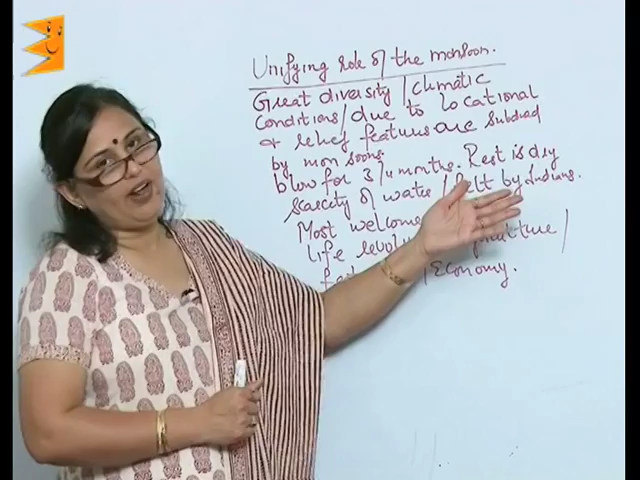 Unifying role of the monsoon.
Great diversity / climatic
conditions / due to locational
& relief features are subdued
by monsoons
blow for 3/4 months. Rest is dry
scarcity of water / felt by Indians.
Most welcome
life
/ Economy.